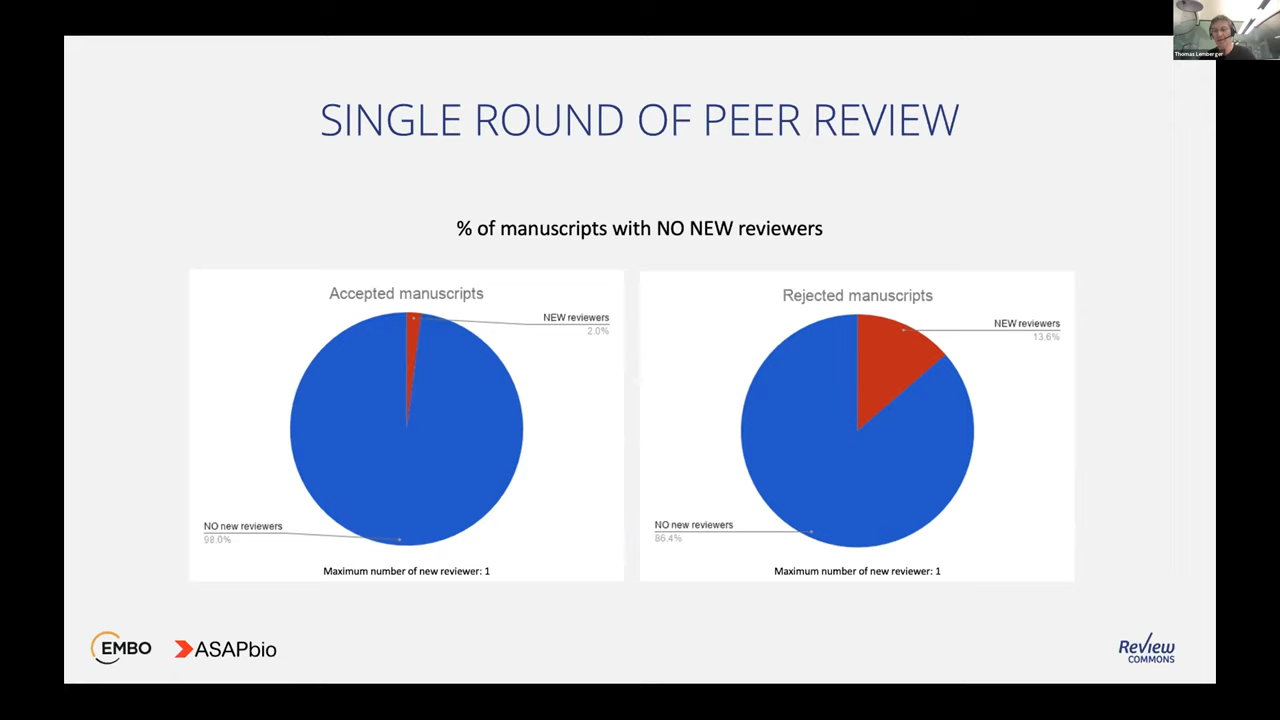 Thomas Lemberger
SINGLE ROUND OF PEER REVIEW
% of manuscripts with NO NEW reviewers
Accepted manuscripts
NEW reviewers
2.0%
NO new reviewers
98.0%
Maximum number of new reviewer: 1
Rejected manuscripts
NEW reviewers
13.6%
NO new reviewers
86.4%
Maximum number of new reviewer: 1
EMBO
ASAPbio
Review
COMMONS